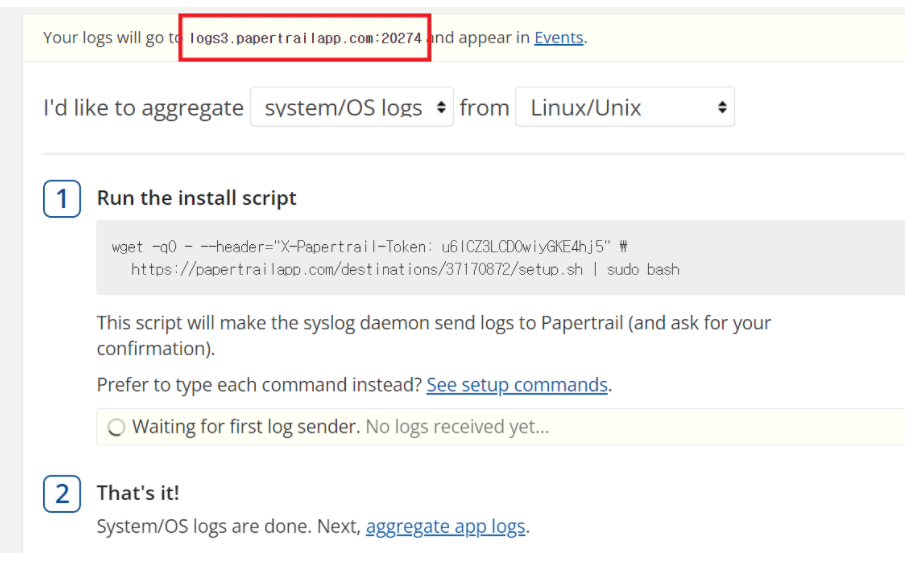 Your logs will go to logs3.papertrailapp.com:20274 and appear in Events.
I'd like to aggregate system/OS logs from Linux/Unix
1 Run the install script
wget -qO - --header="X-Papertrail-Token: u6lCZ3LCDOwiyGKE4hj5" ₩
https://papertrailapp.com/destinations/37170872/setup.sh | sudo bash
This script will make the syslog daemon send logs to Papertrail (and ask for your
confirmation).
Prefer to type each command instead? See setup commands.
Waiting for first log sender. No logs received yet...
2 That's it!
System/OS logs are done. Next, aggregate app logs.